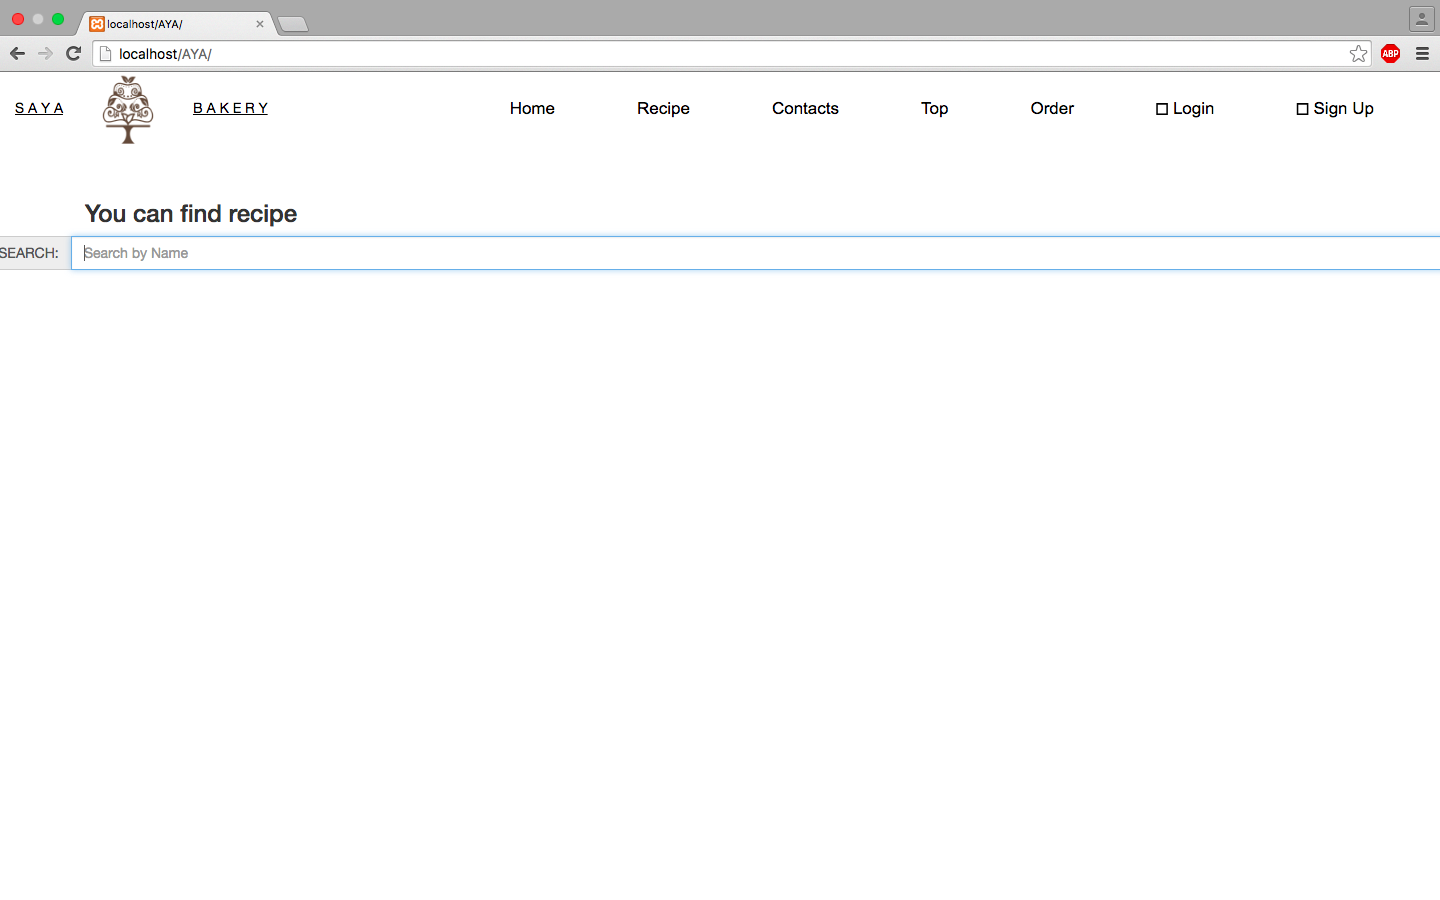 localhost/AYA/
localhost/AYA/
ABP
SAYA BAKERY Home Recipe Contacts Top Order Login Sign Up
You can find recipe
SEARCH: Search by Name